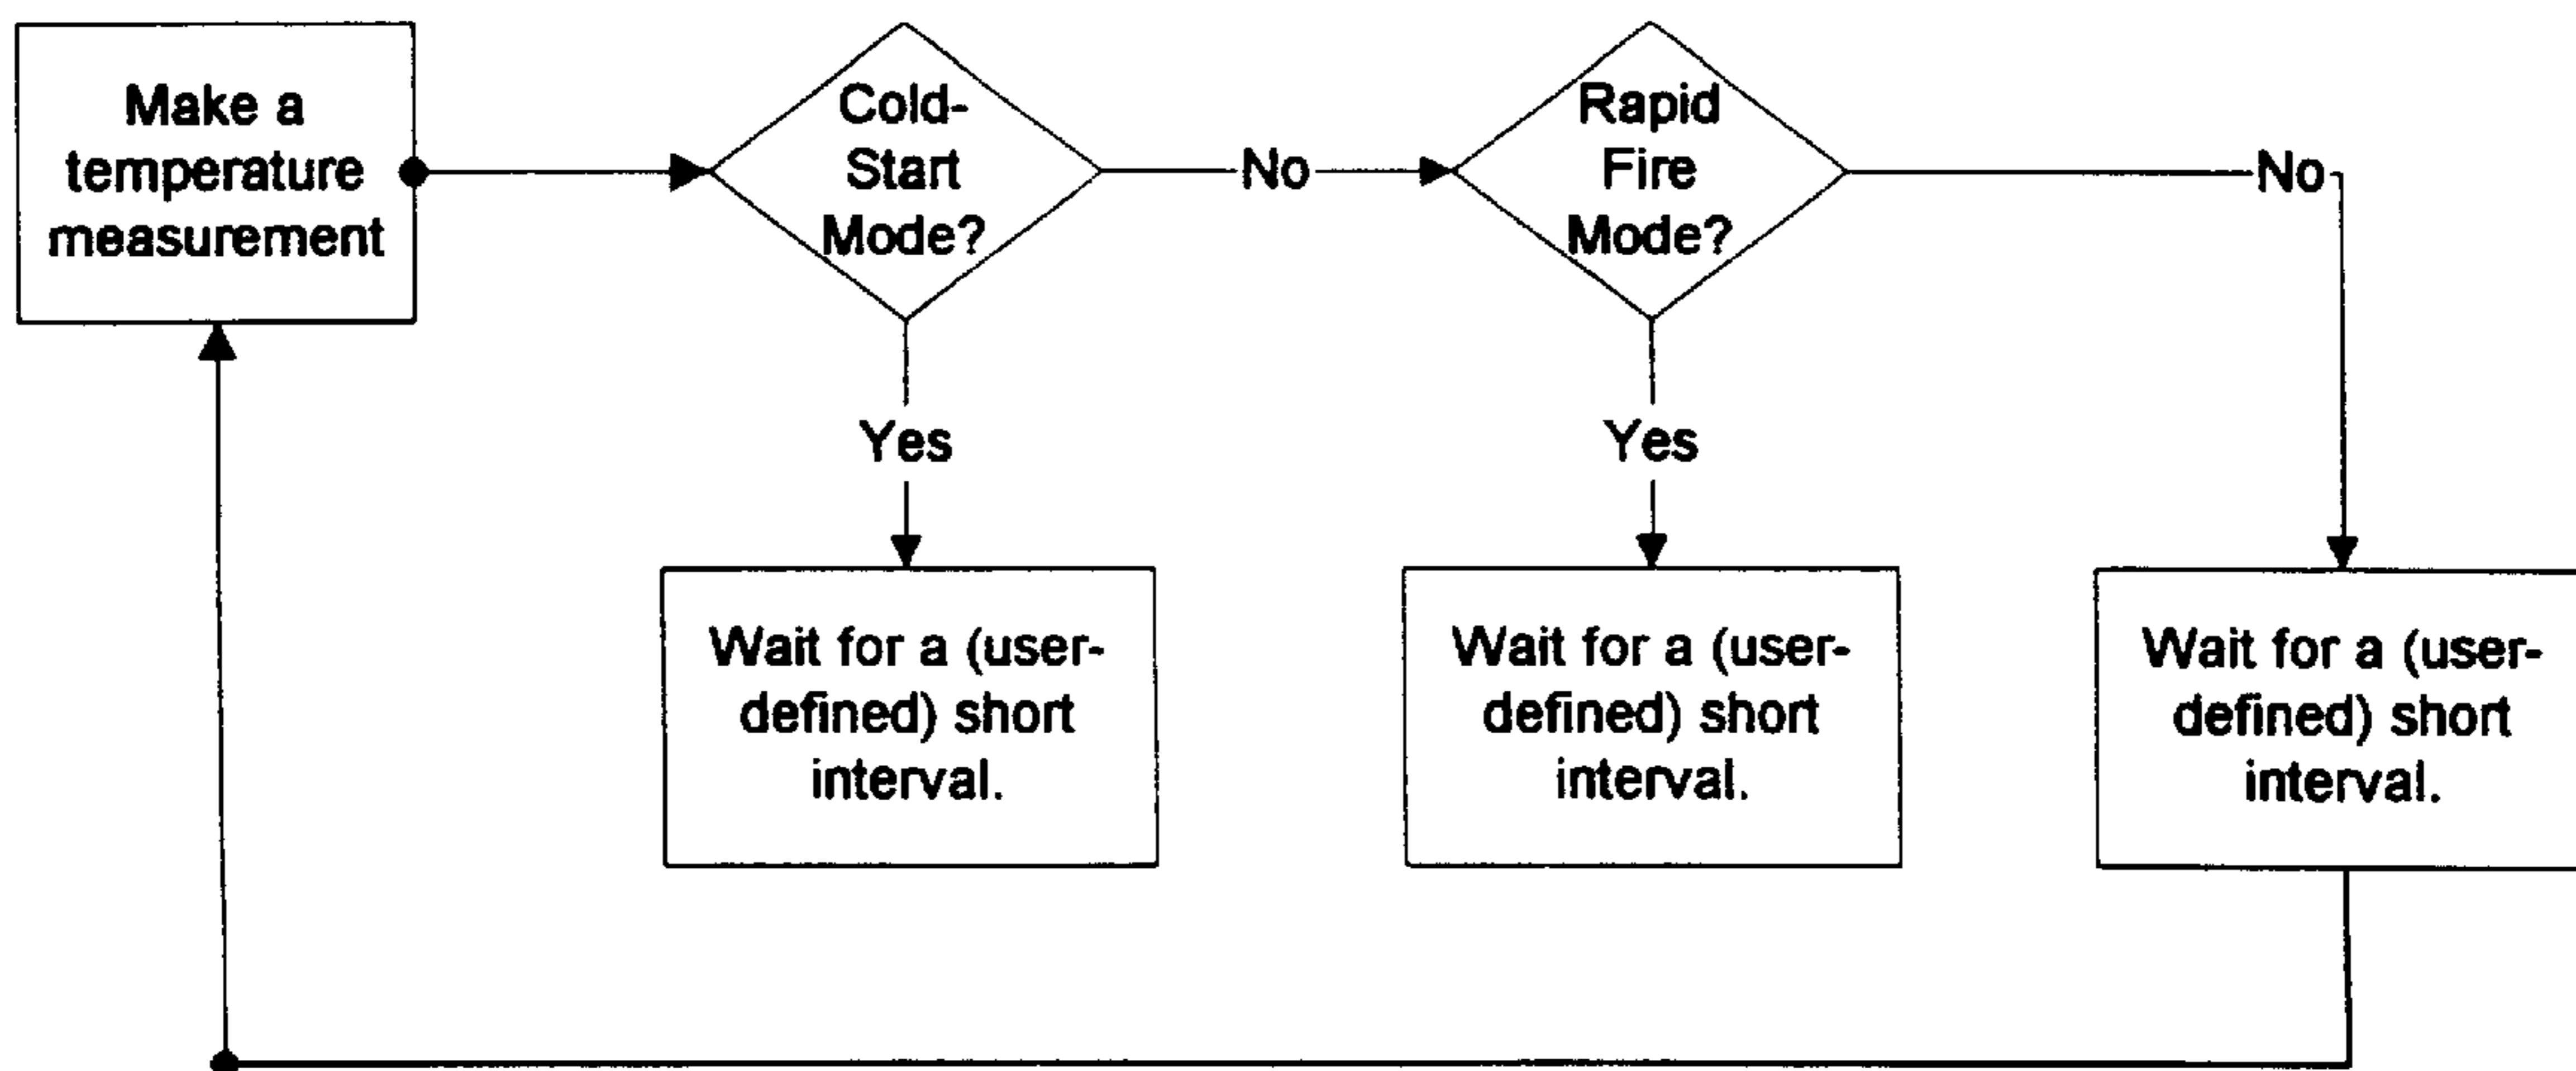 Make a
temperature
measurement
Cold-
Start
Mode?
No
Rapid
Fire
Mode?
No
Yes
Yes
Wait for a (user-
defined) short
interval.
Wait for a (user-
defined) short
interval.
Wait for a (user-
defined) short
interval.